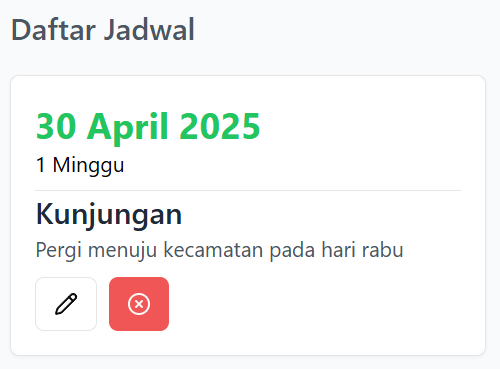 Daftar Jadwal
30 April 2025
1 Minggu
Kunjungan
Pergi menuju kecamatan pada hari rabu